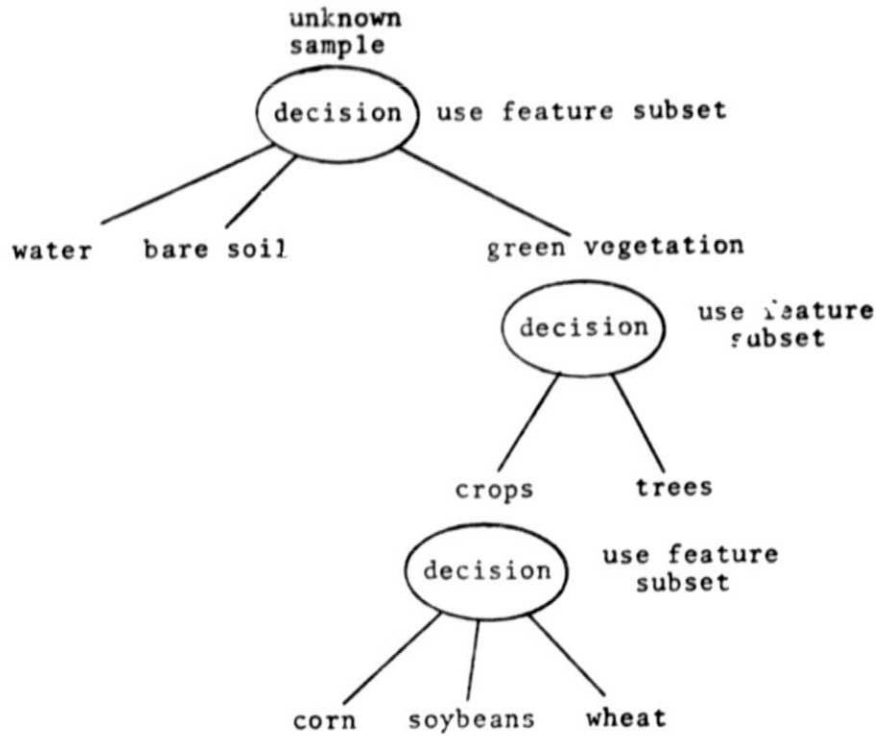 unknown
sample
decision use feature subset
water bare soil green vegetation
decision use feature
subset
crops trees
decision use feature
subset
corn soybeans wheat